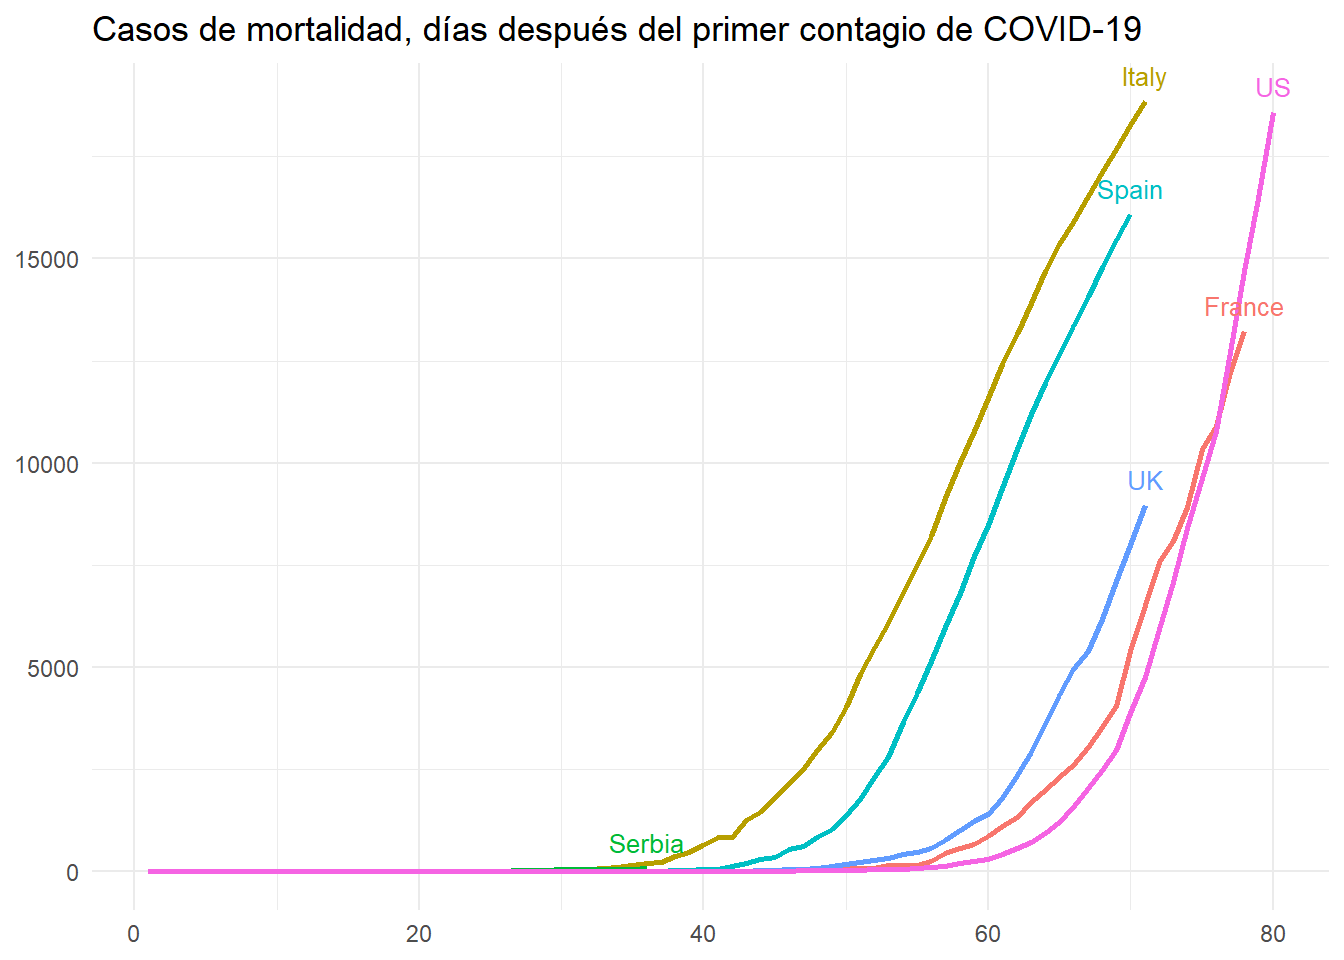 Casos de mortalidad, días después del primer contagio de COVID-19
Italy
US
Spain
15000
France
10000
UK
5000
Serbia
0
0 20 40 60 80